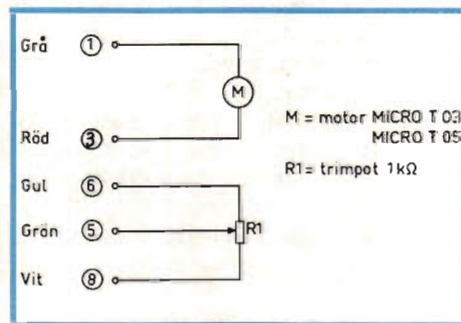 Grå 1
M
M = motor MICRO T 03
Röd 3
MICRO T 05
R1 = trimpot 1kΩ
Gul 6
Grön 5 R1
Vit 8